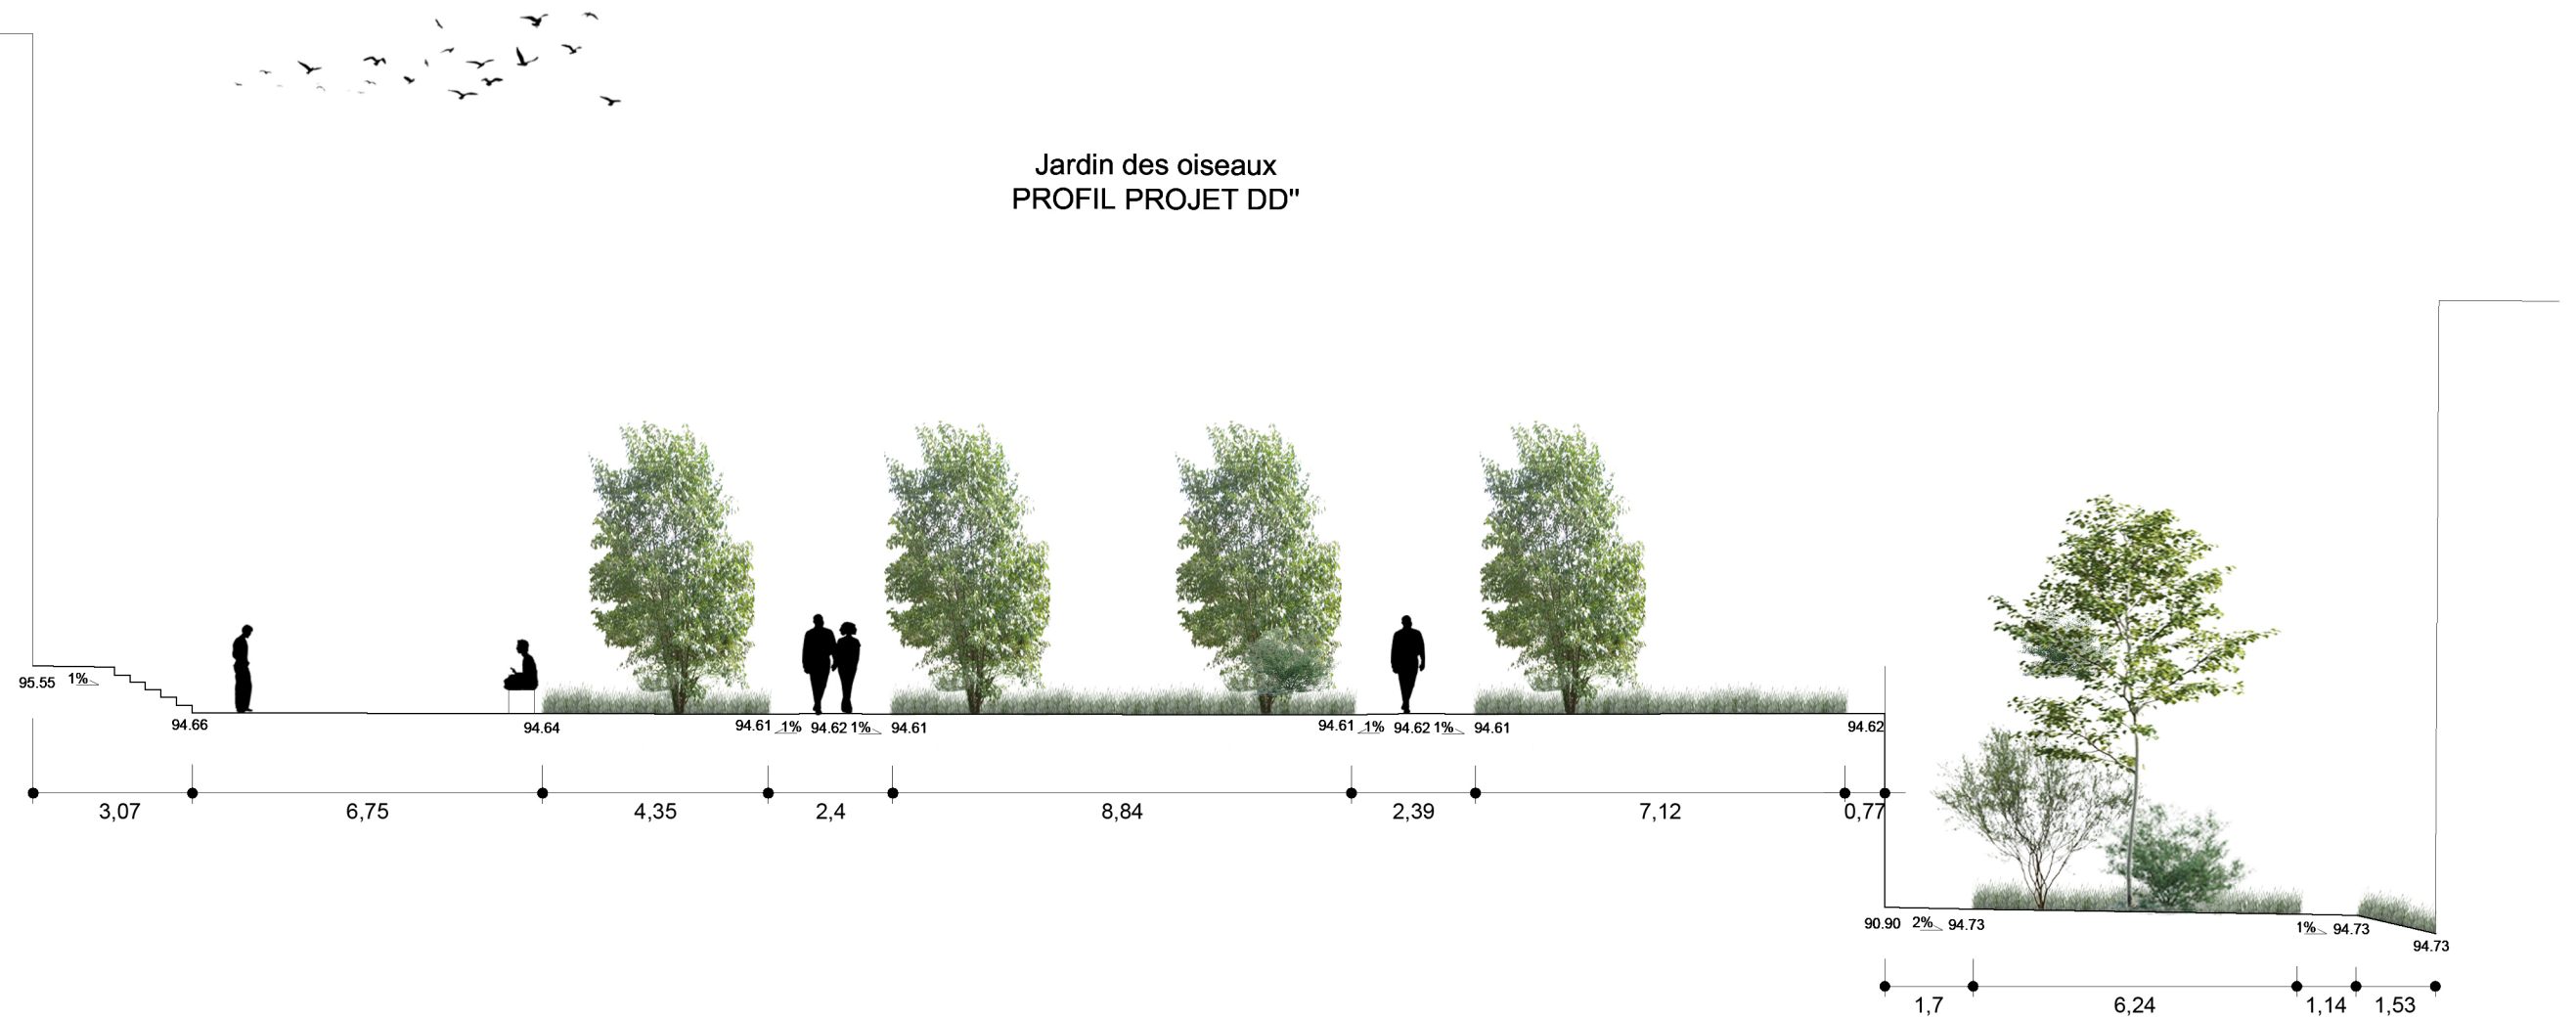 Jardin des oiseaux
PROFIL PROJET DD"
95.55 1%
94.66
94.64
94.61 1% 94.62 1% 94.61
94.61 1% 94.62 1% 94.61
94.62
3,07 6,75 4,35 2,4 8,84 2,39 7,12 0,77
90.90 2% 94.73
1% 94.73
94.73
1,7 6,24 1,14 1,53